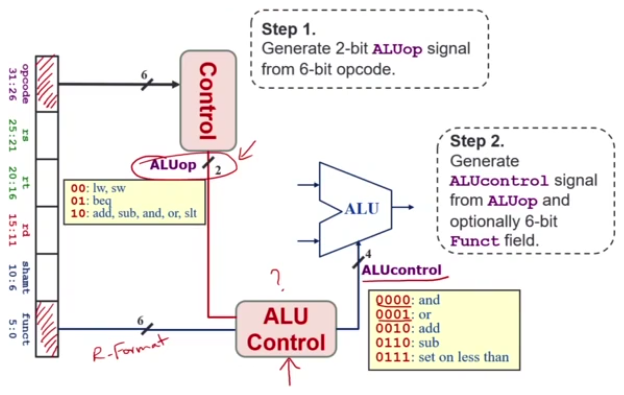 Step 1.
Generate 2-bit ALUop signal
from 6-bit opcode.
opcode
31:26
rs
25:21
rt
20:16
rd
15:11
shamt
10:6
funct
5:0
6
Control
ALUop
2
00: lw, sw
01: beq
10: add, sub, and, or, slt
Step 2.
Generate
ALUcontrol signal
from ALUop and
optionally 6-bit
Funct field.
ALU
4
ALUcontrol
0000: and
0001: or
0010: add
0110: sub
0111: set on less than
?
ALU
Control
6
R-Format